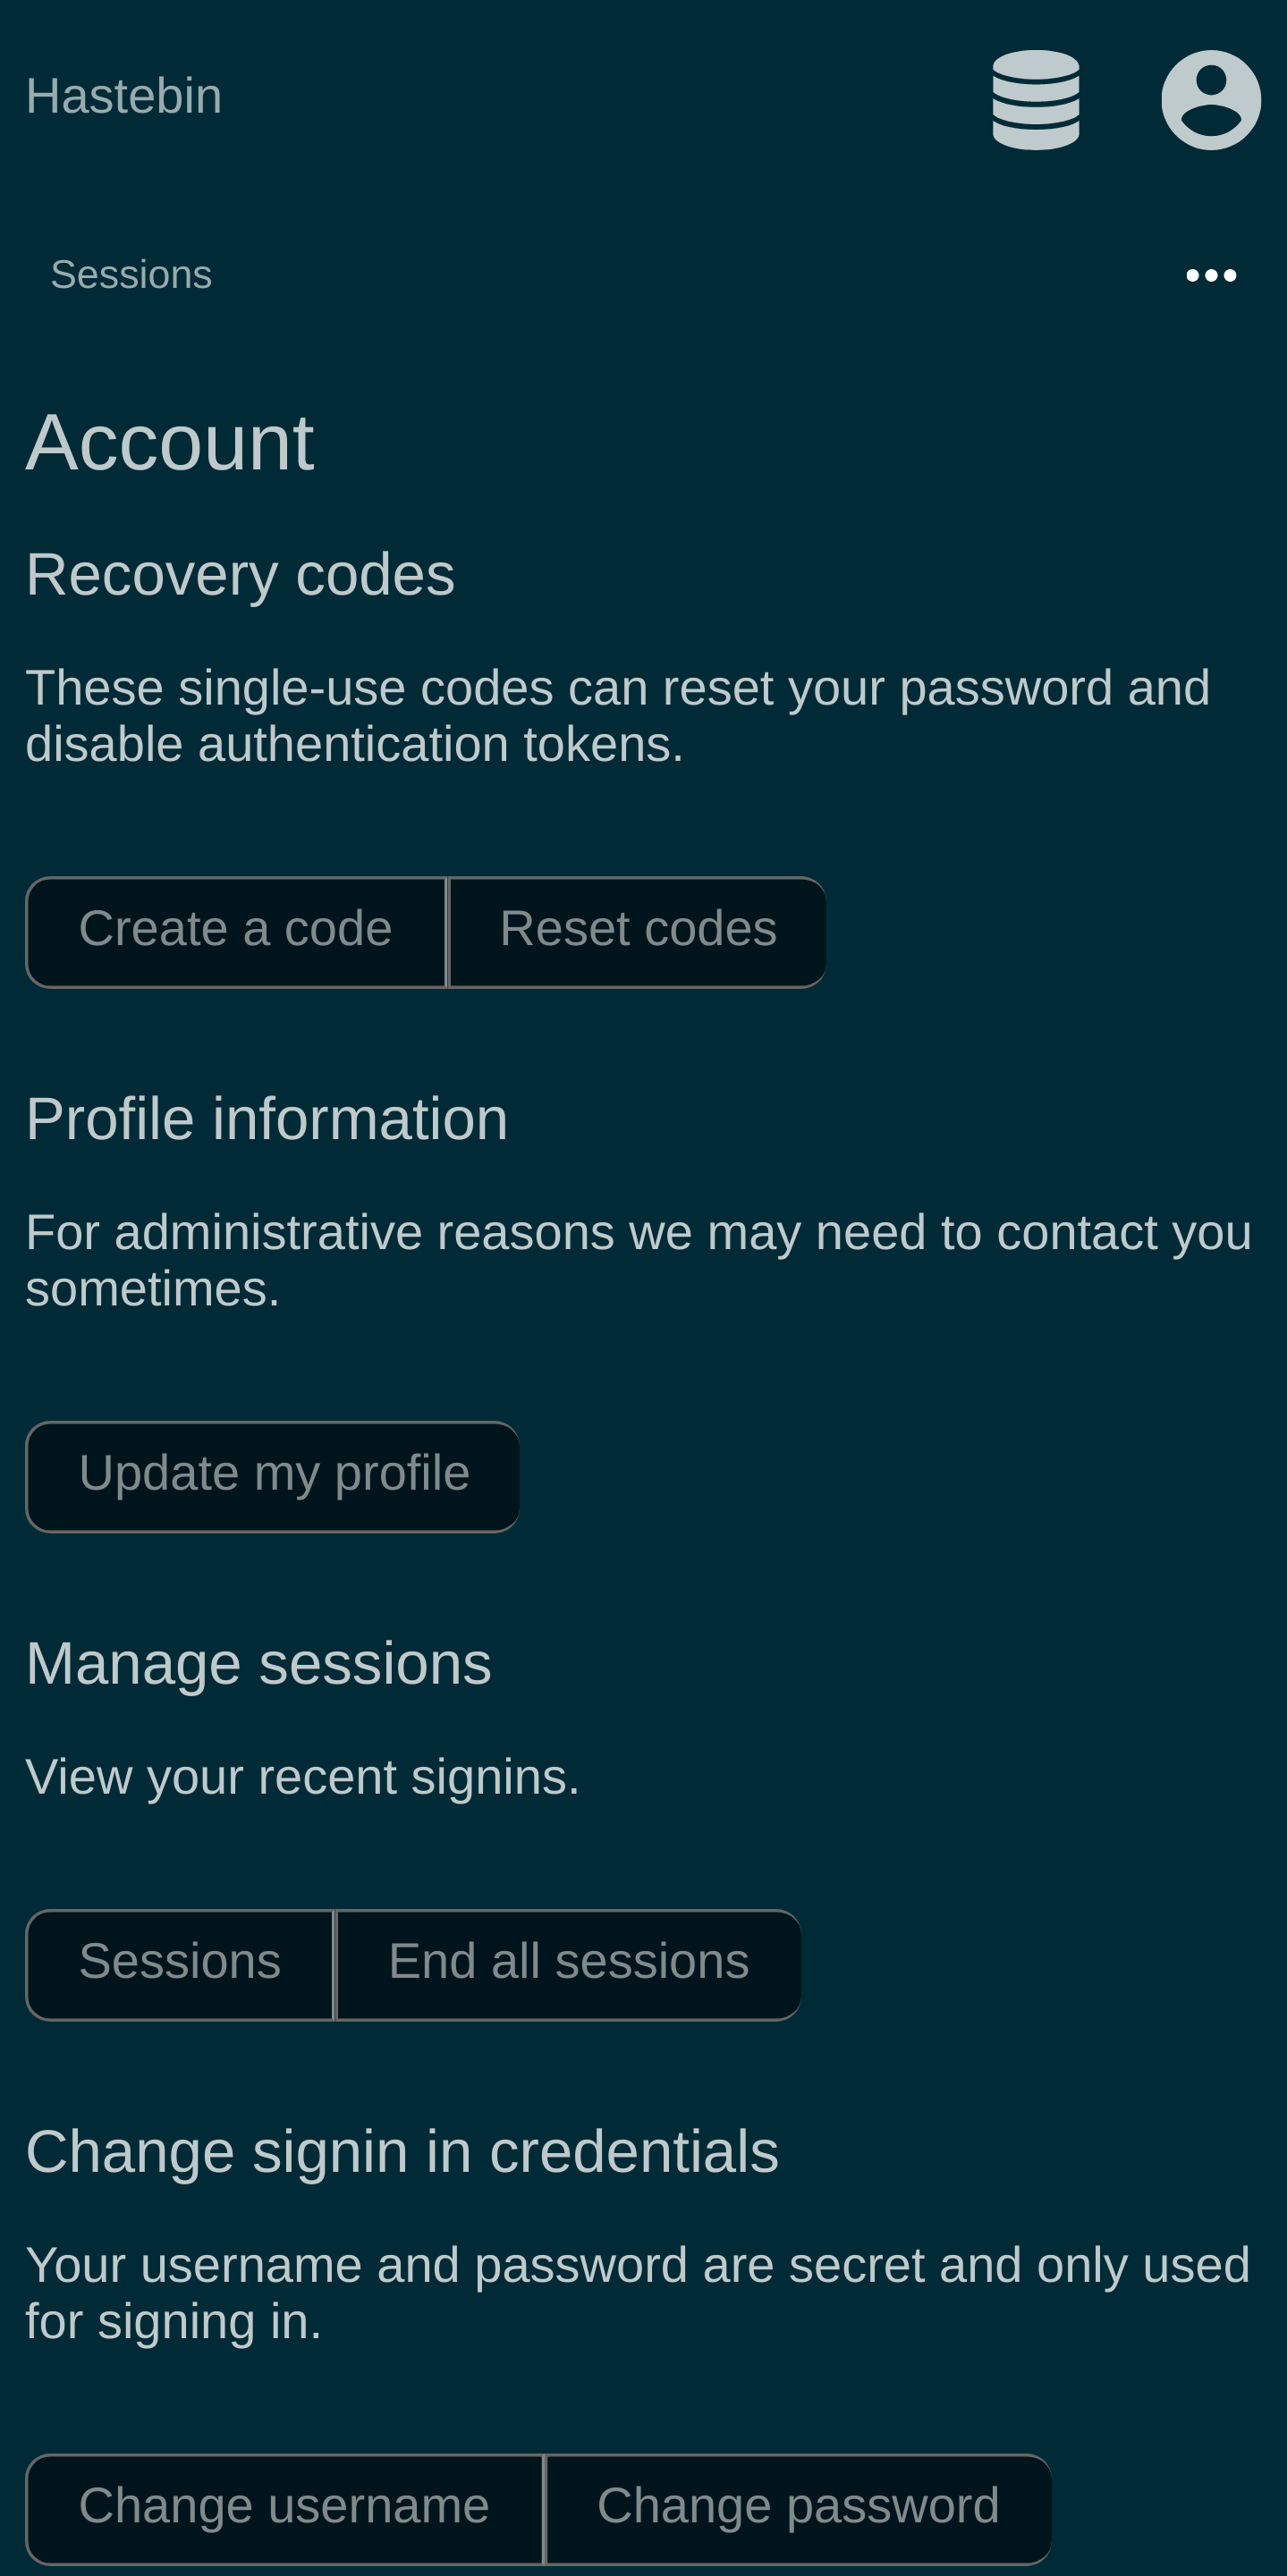 Hastebin
Sessions
Account
Recovery codes
These single-use codes can reset your password and
disable authentication tokens.
Create a code Reset codes
Profile information
For administrative reasons we may need to contact you
sometimes.
Update my profile
Manage sessions
View your recent signins.
Sessions End all sessions
Change signin in credentials
Your username and password are secret and only used
for signing in.
Change username Change password